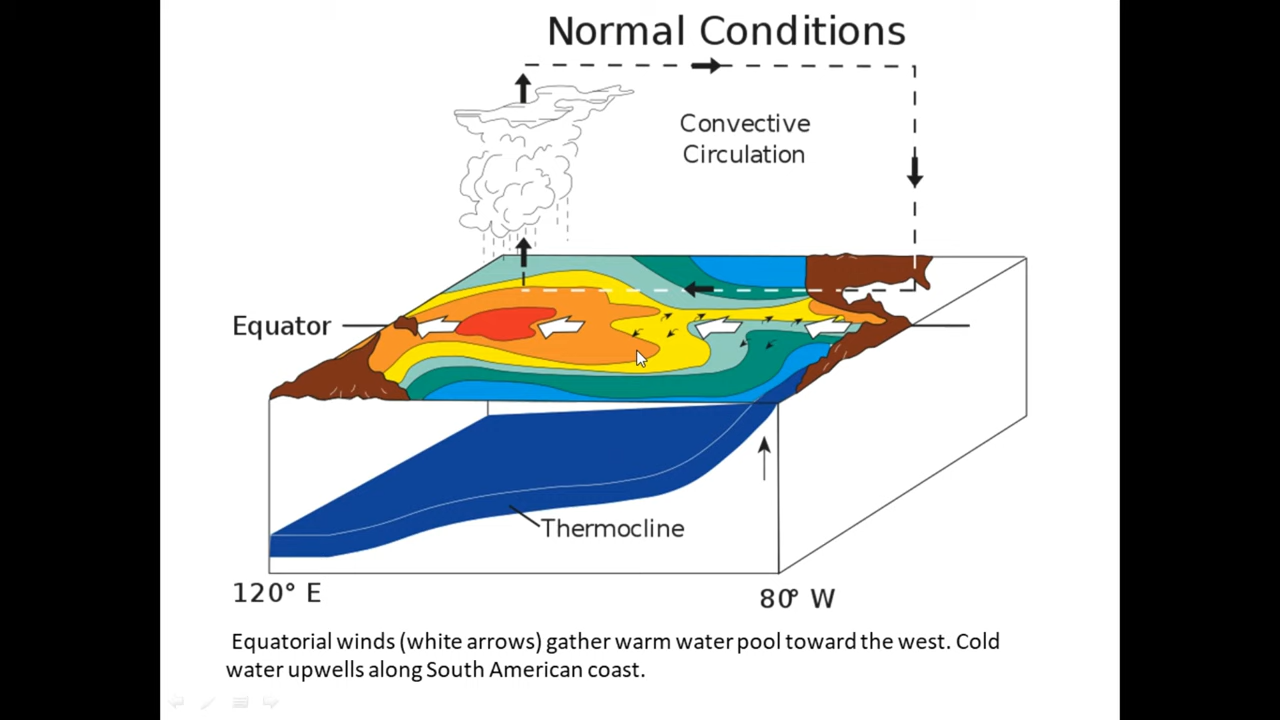 Normal Conditions
Convective
Circulation
Equator
Thermocline
120° E
80° W
Equatorial winds (white arrows) gather warm water pool toward the west. Cold
water upwells along South American coast.